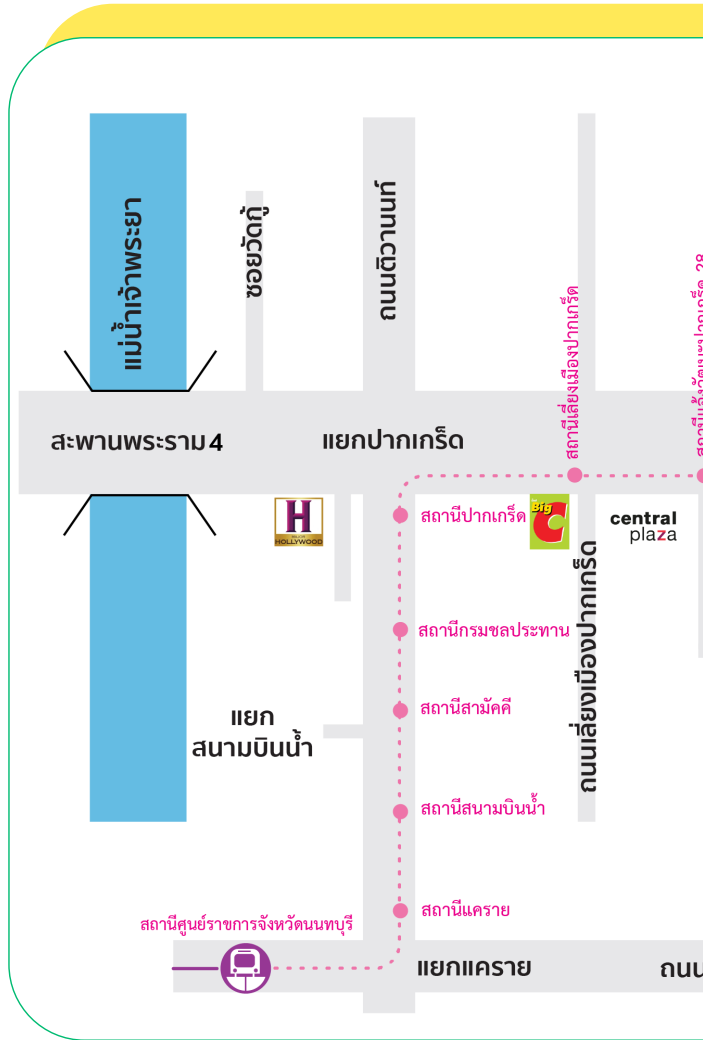 แม่น้ำเจ้าพระยา
ซอยวัดกู้
ถนนติวานนท์
สถานีเลี่ยงเมืองปากเกร็ด
สะพานพระราม 4
แยกปากเกร็ด
H
MAJOR
HOLLYWOOD
สถานีปากเกร็ด
Big
C
central
plaza
ถนนเลี่ยงเมืองปากเกร็ด
สถานีกรมชลประทาน
สถานีสามัคคี
แยก
สนามบินน้ำ
สถานีสนามบินน้ำ
สถานีแคราย
สถานีศูนย์ราชการจังหวัดนนทบุรี
แยกแคราย